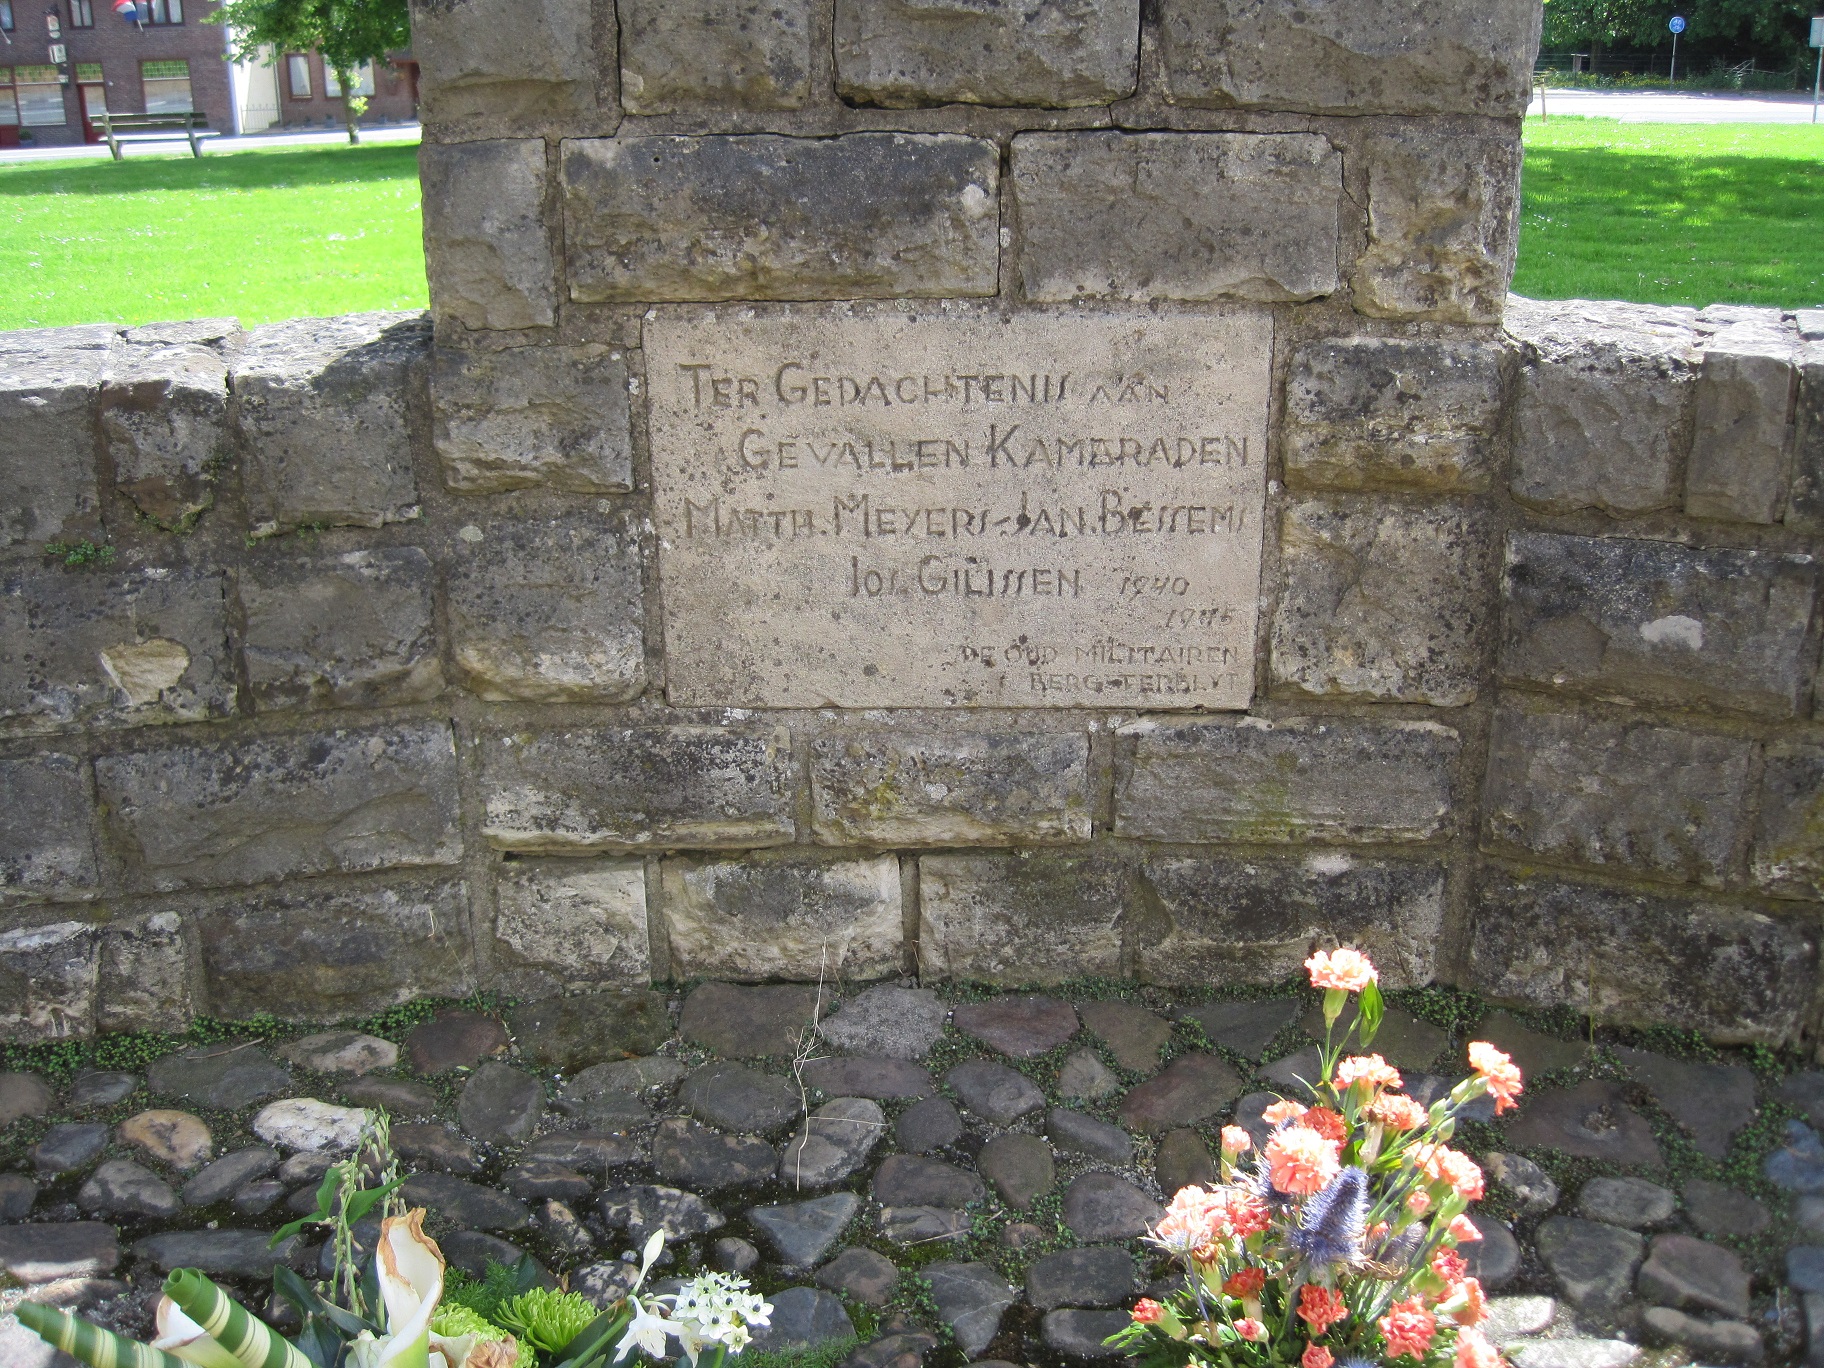 TER GEDACHTENIS AAN
GEVALLEN KAMERADEN
MATTH. MEYERS-JAN.BESSEMS
JOS. GILISSEN 1940
1945
DE OUD MILITAIREN
BERG-TERBLYT